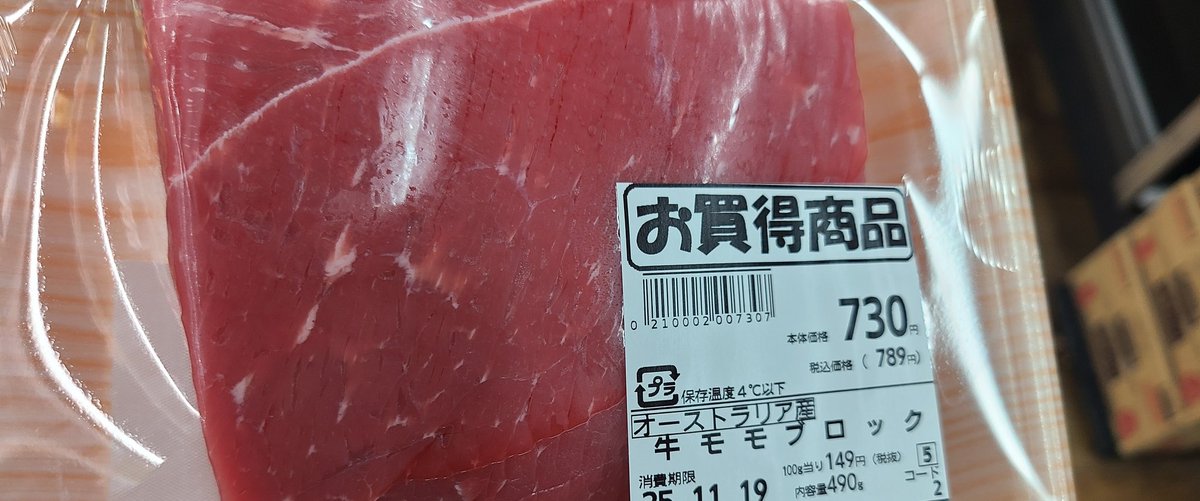 お買得商品
0 210002 007307
本体価格 730円
税込価格 (789円)
プラ 保存温度4℃以下
オーストラリア産
牛モモブロック
100g当り149円(税抜) 5
消費期限 コード
25.11.19 内容量490g 2